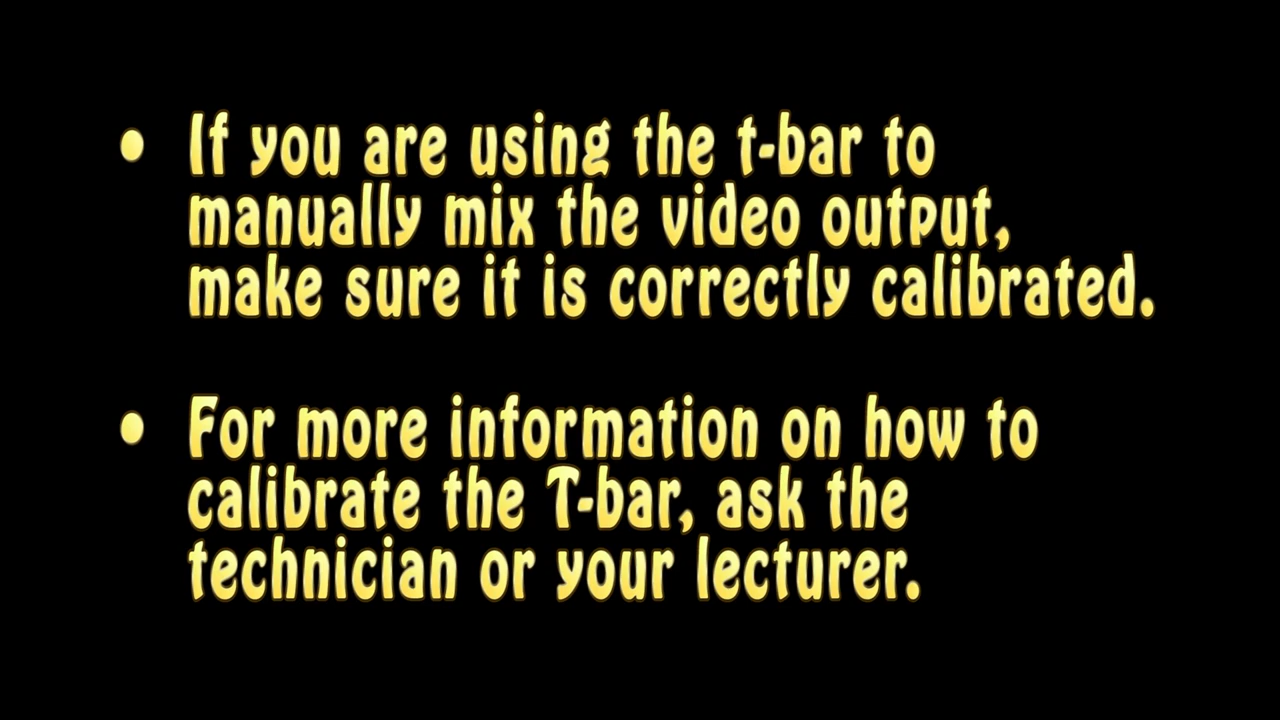 • If you are using the t-bar to
manually mix the video output,
make sure it is correctly calibrated.
• For more information on how to
calibrate the T-bar, ask the
technician or your lecturer.